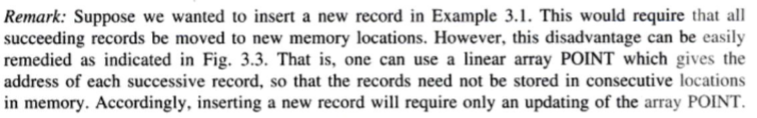 Remark: Suppose we wanted to insert a new record in Example 3.1. This would require that all
succeeding records be moved to new memory locations. However, this disadvantage can be easily
remedied as indicated in Fig. 3.3. That is, one can use a linear array POINT which gives the
address of each successive record, so that the records need not be stored in consecutive locations
in memory. Accordingly, inserting a new record will require only an updating of the array POINT.